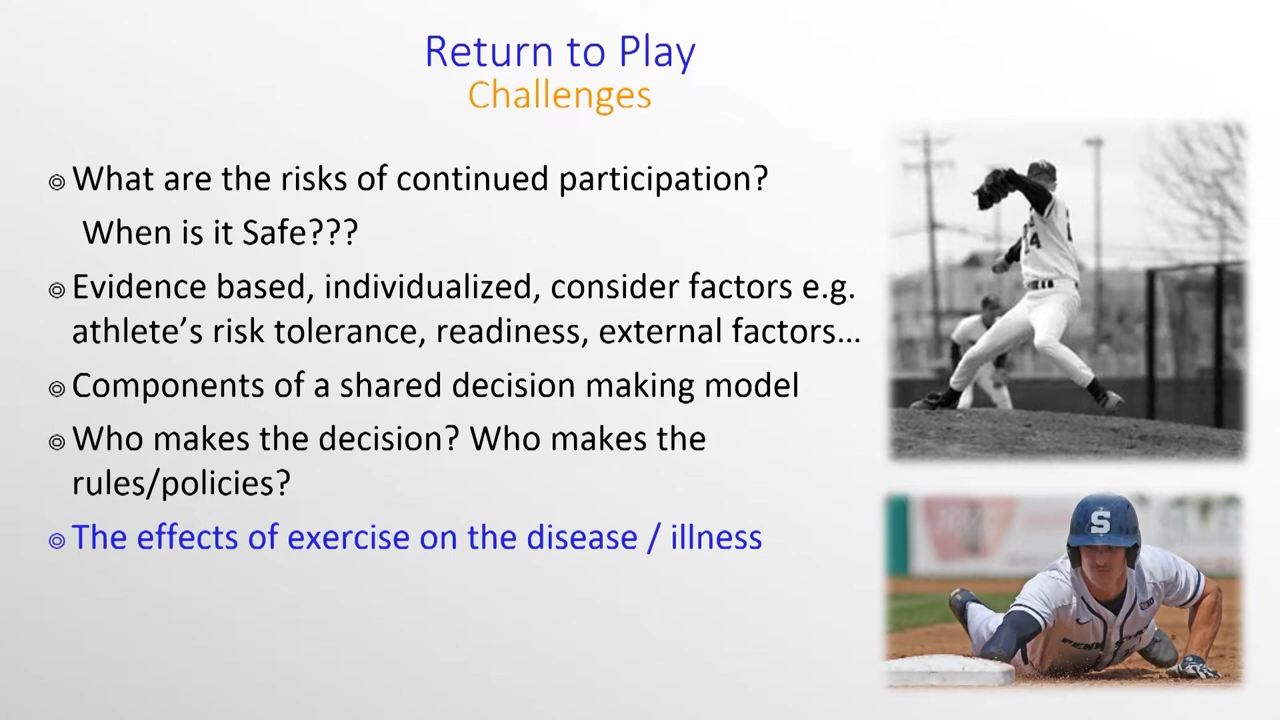 Return to Play
Challenges
What are the risks of continued participation?
When is it Safe???
Evidence based, individualized, consider factors e.g.
athlete’s risk tolerance, readiness, external factors…
Components of a shared decision making model
Who makes the decision? Who makes the
rules/policies?
The effects of exercise on the disease / illness
S